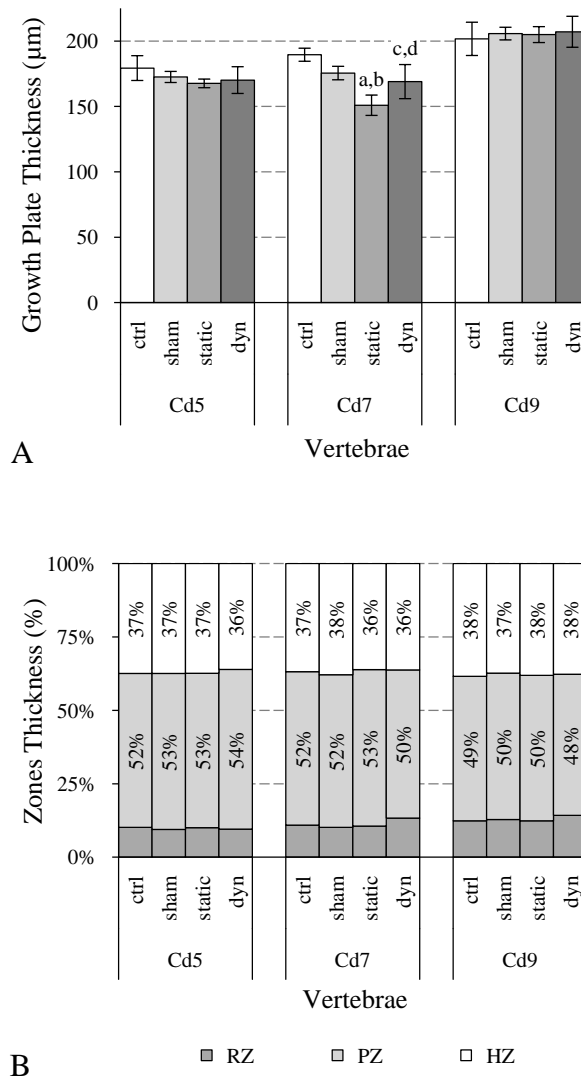 Growth Plate Thickness (µm)
200
150
100
50
0
a,b
c,d
ctrl sham static dyn ctrl sham static dyn ctrl sham static dyn
Cd5 Cd7 Cd9
Vertebrae
A
Zones Thickness (%)
100%
75%
50%
25%
0%
37% 37% 37% 36% 37% 38% 36% 36% 38% 37% 38% 38%
52% 53% 53% 54% 52% 52% 53% 50% 49% 50% 50% 48%
ctrl sham static dyn ctrl sham static dyn ctrl sham static dyn
Cd5 Cd7 Cd9
Vertebrae
B
RZ PZ HZ